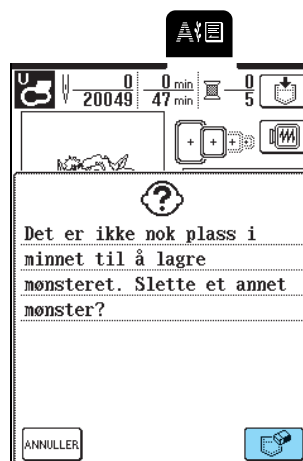 A
U
0 0 min 0
20049 47 min 5
Det er ikke nok plass i
minnet til å lagre
mønsteret. Slette et annet
mønster?
ANNULLER